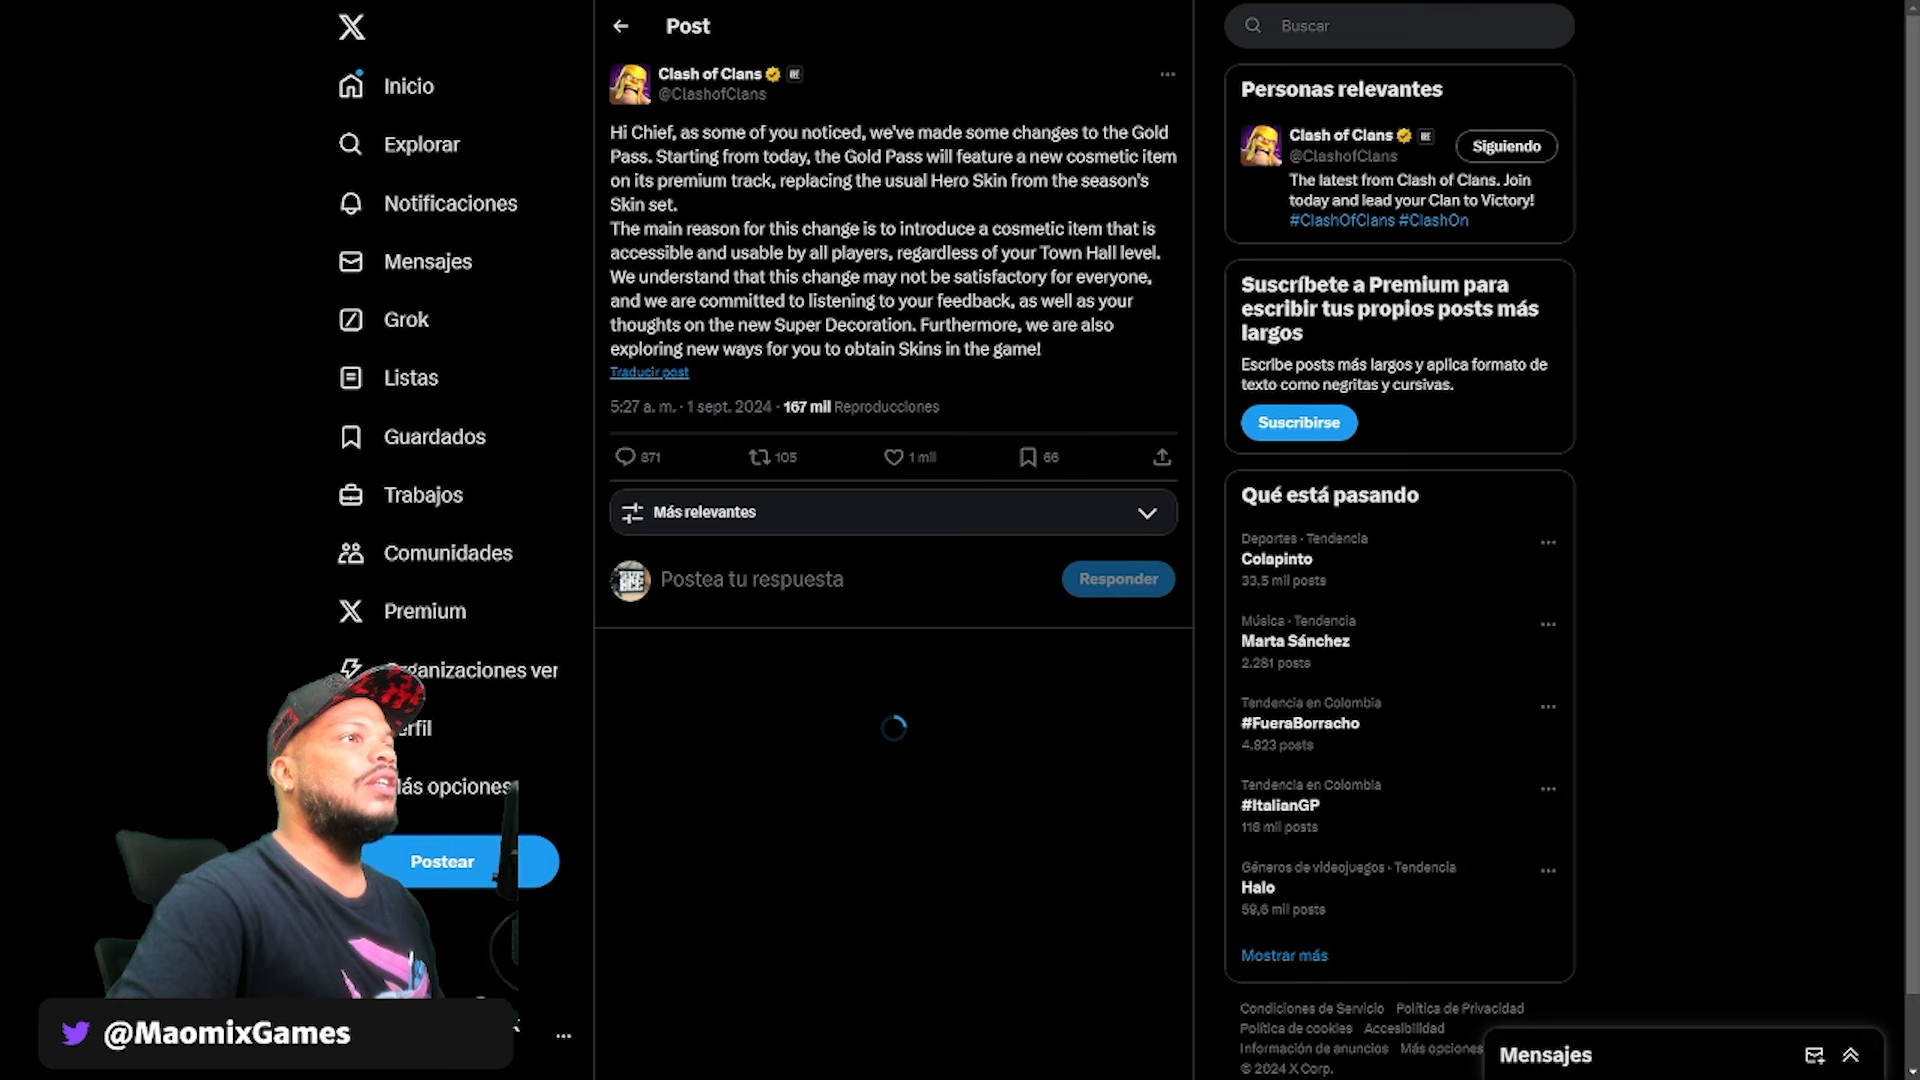 Inicio
Explorar
Notificaciones
Mensajes
Grok
Listas
Guardados
Trabajos
Comunidades
Premium
Organizaciones ver
erfil
ás opciones
Postear
@MaomixGames
Post
Clash of Clans
@ClashofClans
Hi Chief, as some of you noticed, we've made some changes to the Gold
Pass. Starting from today, the Gold Pass will feature a new cosmetic item
on its premium track, replacing the usual Hero Skin from the season's
Skin set.
The main reason for this change is to introduce a cosmetic item that is
accessible and usable by all players, regardless of your Town Hall level.
We understand that this change may not be satisfactory for everyone,
and we are committed to listening to your feedback, as well as your
thoughts on the new Super Decoration. Furthermore, we are also
exploring new ways for you to obtain Skins in the game!
Traducir post
5:27 a. m. · 1 sept. 2024 · 167 mil Reproducciones
871 105 1 mil 66
Más relevantes
Postea tu respuesta
Responder
Buscar
Personas relevantes
Clash of Clans
@ClashofClans
Siguiendo
The latest from Clash of Clans. Join
today and lead your Clan to Victory!
#ClashOfClans #ClashOn
Suscríbete a Premium para
escribir tus propios posts más
largos
Escribe posts más largos y aplica formato de
texto como negritas y cursivas.
Suscribirse
Qué está pasando
Deportes · Tendencia
Colapinto
33,5 mil posts
Música · Tendencia
Marta Sánchez
2.281 posts
Tendencia en Colombia
#FueraBorracho
4.823 posts
Tendencia en Colombia
#ItalianGP
118 mil posts
Géneros de videojuegos · Tendencia
Halo
59,6 mil posts
Mostrar más
Condiciones de Servicio Política de Privacidad
Política de cookies Accesibilidad
Información de anuncios Más opciones
© 2024 X Corp.
Mensajes